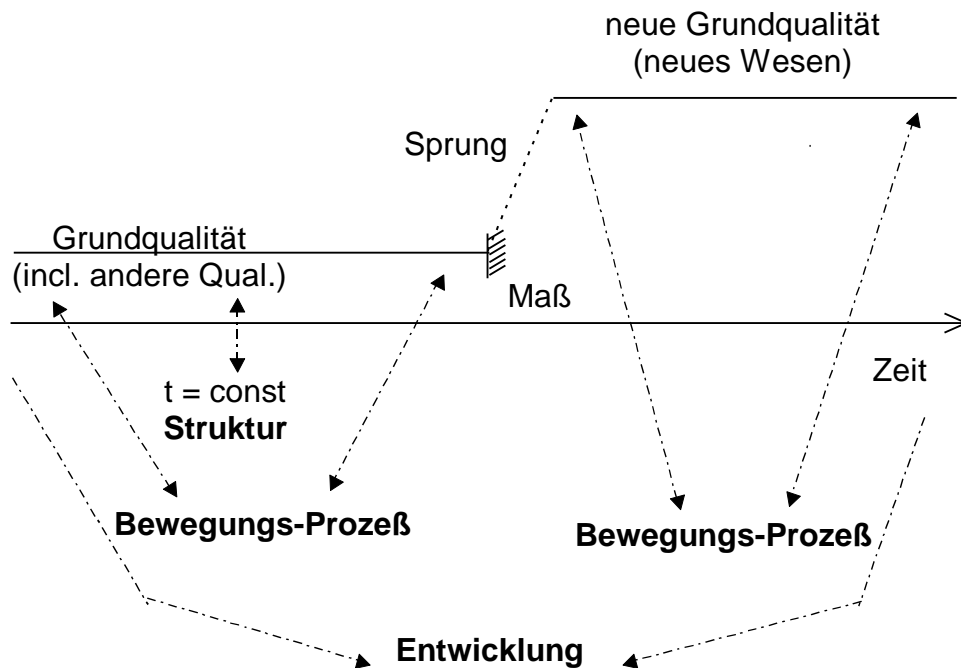 neue Grundqualität
(neues Wesen)
Sprung
Grundqualität
(incl. andere Qual.)
Maß
Zeit
t = const
Struktur
Bewegungs-Prozeß
Bewegungs-Prozeß
Entwicklung